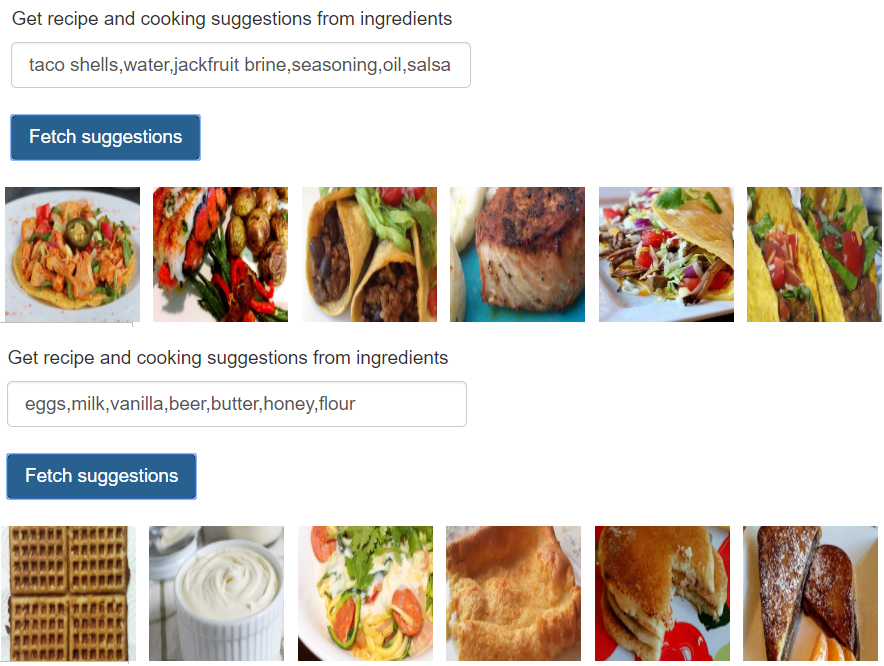 Get recipe and cooking suggestions from ingredients
taco shells,water,jackfruit brine,seasoning,oil,salsa
Fetch suggestions
Get recipe and cooking suggestions from ingredients
eggs,milk,vanilla,beer,butter,honey,flour
Fetch suggestions